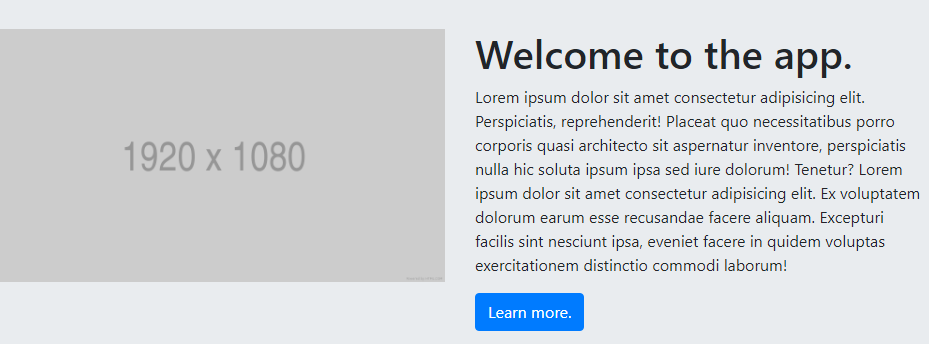 1920 x 1080
Welcome to the app.
Lorem ipsum dolor sit amet consectetur adipisicing elit.
Perspiciatis, reprehenderit! Placeat quo necessitatibus porro
corporis quasi architecto sit aspernatur inventore, perspiciatis
nulla hic soluta ipsum ipsa sed iure dolorum! Tenetur? Lorem
ipsum dolor sit amet consectetur adipisicing elit. Ex voluptatem
dolorum earum esse recusandae facere aliquam. Excepturi
facilis sint nesciunt ipsa, eveniet facere in quidem voluptas
exercitationem distinctio commodi laborum!
Learn more.